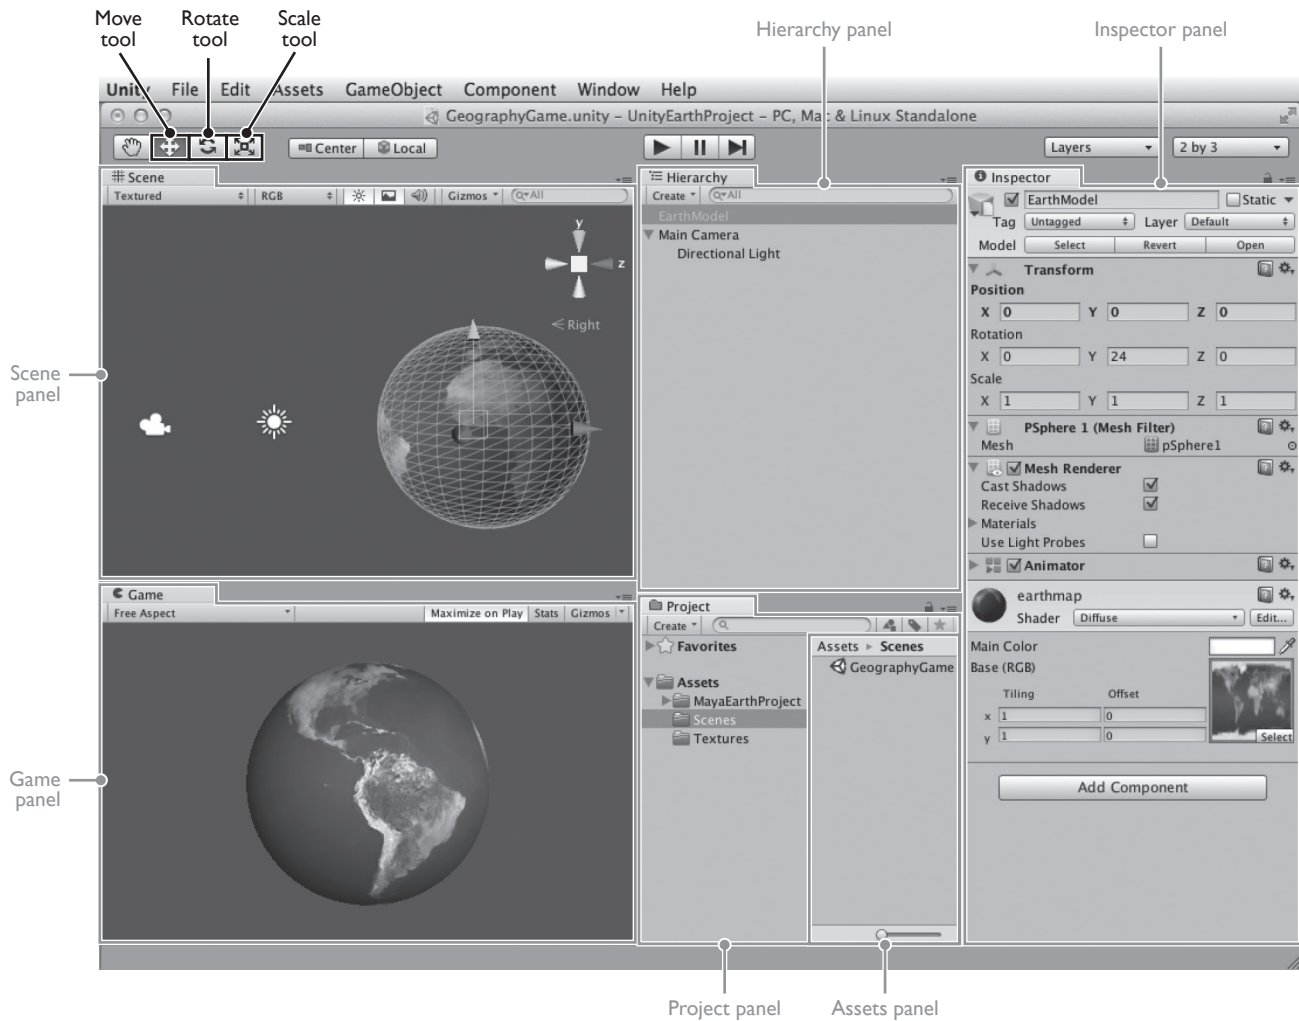 Move tool
Rotate tool
Scale tool
Hierarchy panel
Inspector panel
Unity File Edit Assets GameObject Component Window Help
GeographyGame.unity – UnityEarthProject – PC, Mac & Linux Standalone
Center Local
Layers
2 by 3
Scene
Textured RGB Gizmos All
y
z
Right
Scene panel
Hierarchy
Create All
EarthModel
Main Camera
Directional Light
Inspector
EarthModel Static
Tag Untagged Layer Default
Model Select Revert Open
Transform
Position
X 0 Y 0 Z 0
Rotation
X 0 Y 24 Z 0
Scale
X 1 Y 1 Z 1
PSphere 1 (Mesh Filter)
Mesh pSphere1
Mesh Renderer
Cast Shadows
Receive Shadows
Materials
Use Light Probes
Animator
earthmap
Shader Diffuse Edit...
Main Color
Base (RGB)
Tiling Offset
x 1 0
y 1 0
Select
Add Component
Game
Free Aspect Maximize on Play Stats Gizmos
Game panel
Project
Create
Favorites
Assets
MayaEarthProject
Scenes
Textures
Assets Scenes
GeographyGame
Project panel
Assets panel